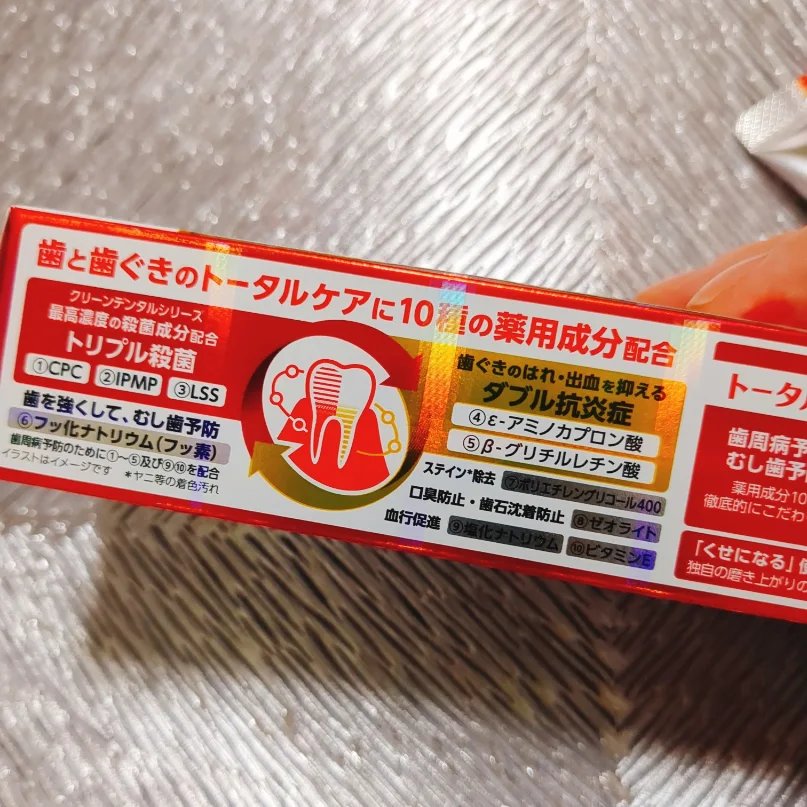 歯と歯ぐきのトータルケアに10種の薬用成分配合
クリーンデンタルシリーズ
最高濃度の殺菌成分配合
トリプル殺菌
①CPC ②IPMP ③LSS
歯を強くして、むし歯予防
⑥フッ化ナトリウム(フッ素)
歯周病予防のために①~⑤及び⑨⑩を配合
イラストはイメージです *ヤニ等の着色汚れ
歯ぐきのはれ・出血を抑える
ダブル抗炎症
④ε-アミノカプロン酸
⑤β-グリチルレチン酸
ステイン*除去 ⑦ポリエチレングリコール400
口臭防止・歯石沈着防止 ⑧ゼオライト
血行促進 ⑨塩化ナトリウム ⑩ビタミンE
トータル
歯周病予
むし歯予
薬用成分10
徹底的にこだわ
「くせになる」
独自の磨き上がりの